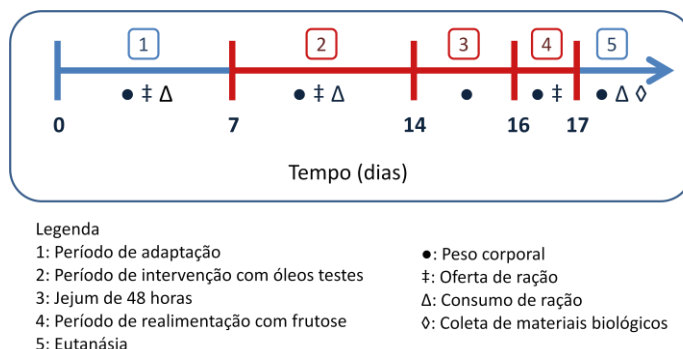 1 2 3 4 5
● ‡ Δ ● ‡ Δ ● ● ‡ ● Δ ◊
0 7 14 16 17
Tempo (dias)
Legenda
1: Período de adaptação
2: Período de intervenção com óleos testes
3: Jejum de 48 horas
4: Período de realimentação com frutose
5: Eutanásia
●: Peso corporal
‡: Oferta de ração
Δ: Consumo de ração
◊: Coleta de materiais biológicos